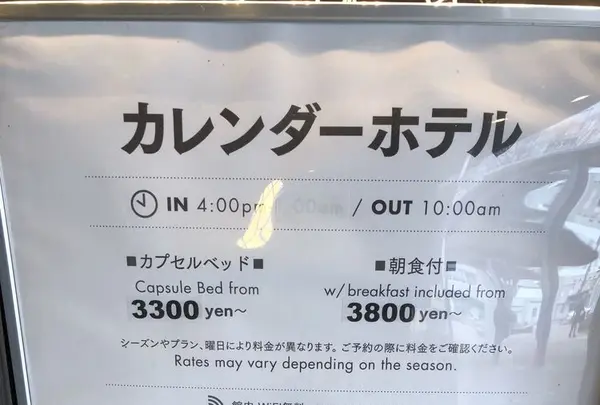 カレンダーホテル
IN 4:00pm / OUT 10:00am
■カプセルベッド■
Capsule Bed from
3300 yen～
■朝食付■
w/ breakfast included from
3800 yen～
シーズンやプラン、曜日により料金が異なります。ご予約の際に料金をご確認ください。
Rates may vary depending on the season.